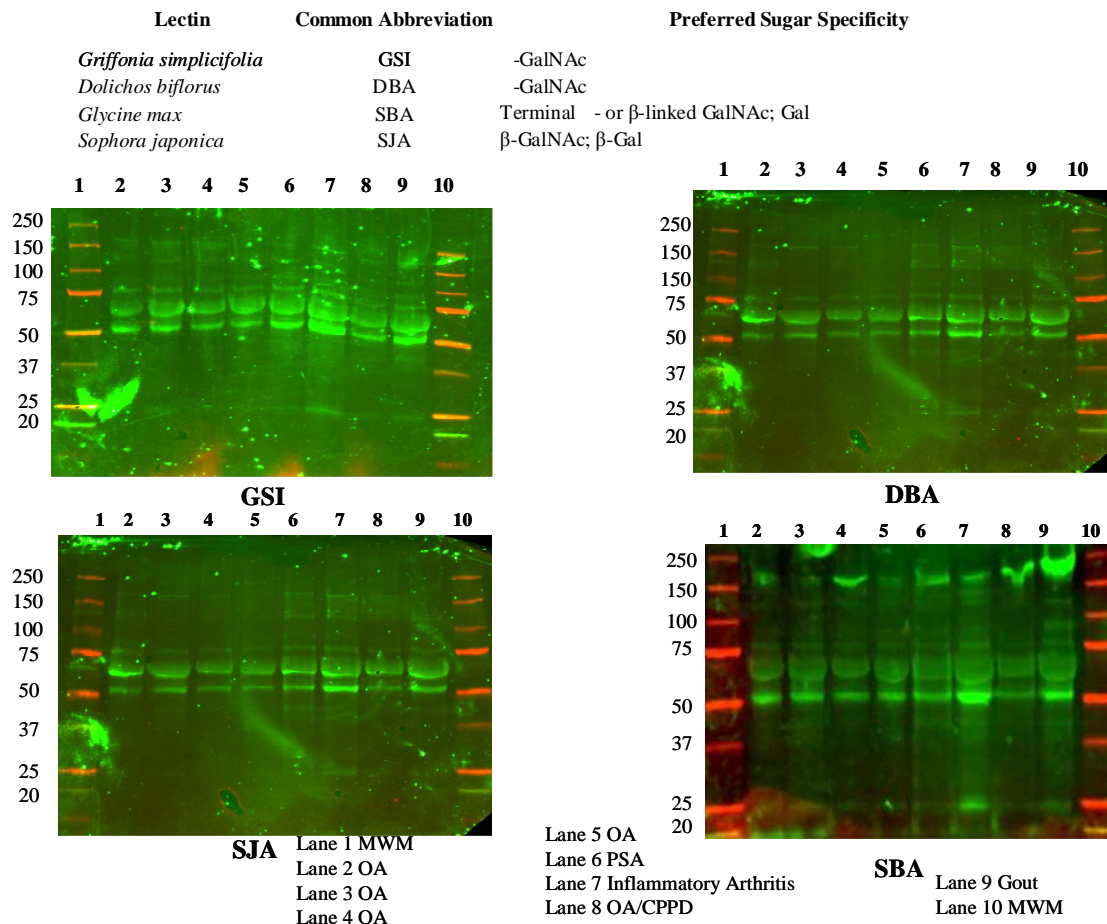 Lectin Common Abbreviation Preferred Sugar Specificity
Griffonia simplicifolia GSI -GalNAc
Dolichos biflorus DBA -GalNAc
Glycine max SBA Terminal - or β-linked GalNAc; Gal
Sophora japonica SJA β-GalNAc; β-Gal
1 2 3 4 5 6 7 8 9 10
250
150
100
75
50
37
25
20
GSI
1 2 3 4 5 6 7 8 9 10
250
150
150
75
50
37
25
20
DBA
1 2 3 4 5 6 7 8 9 10
250
150
100
75
50
37
25
20
SJA
1 2 3 4 5 6 7 8 9 10
250
150
100
75
50
37
25
20
SBA
Lane 1 MWM
Lane 2 OA
Lane 3 OA
Lane 4 OA
Lane 5 OA
Lane 6 PSA
Lane 7 Inflammatory Arthritis
Lane 8 OA/CPPD
Lane 9 Gout
Lane 10 MWM